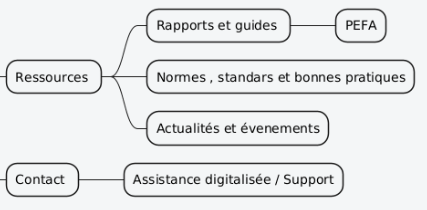 Rapports et guides
PEFA
Ressources
Normes , standars et bonnes pratiques
Actualités et évenements
Contact
Assistance digitalisée / Support